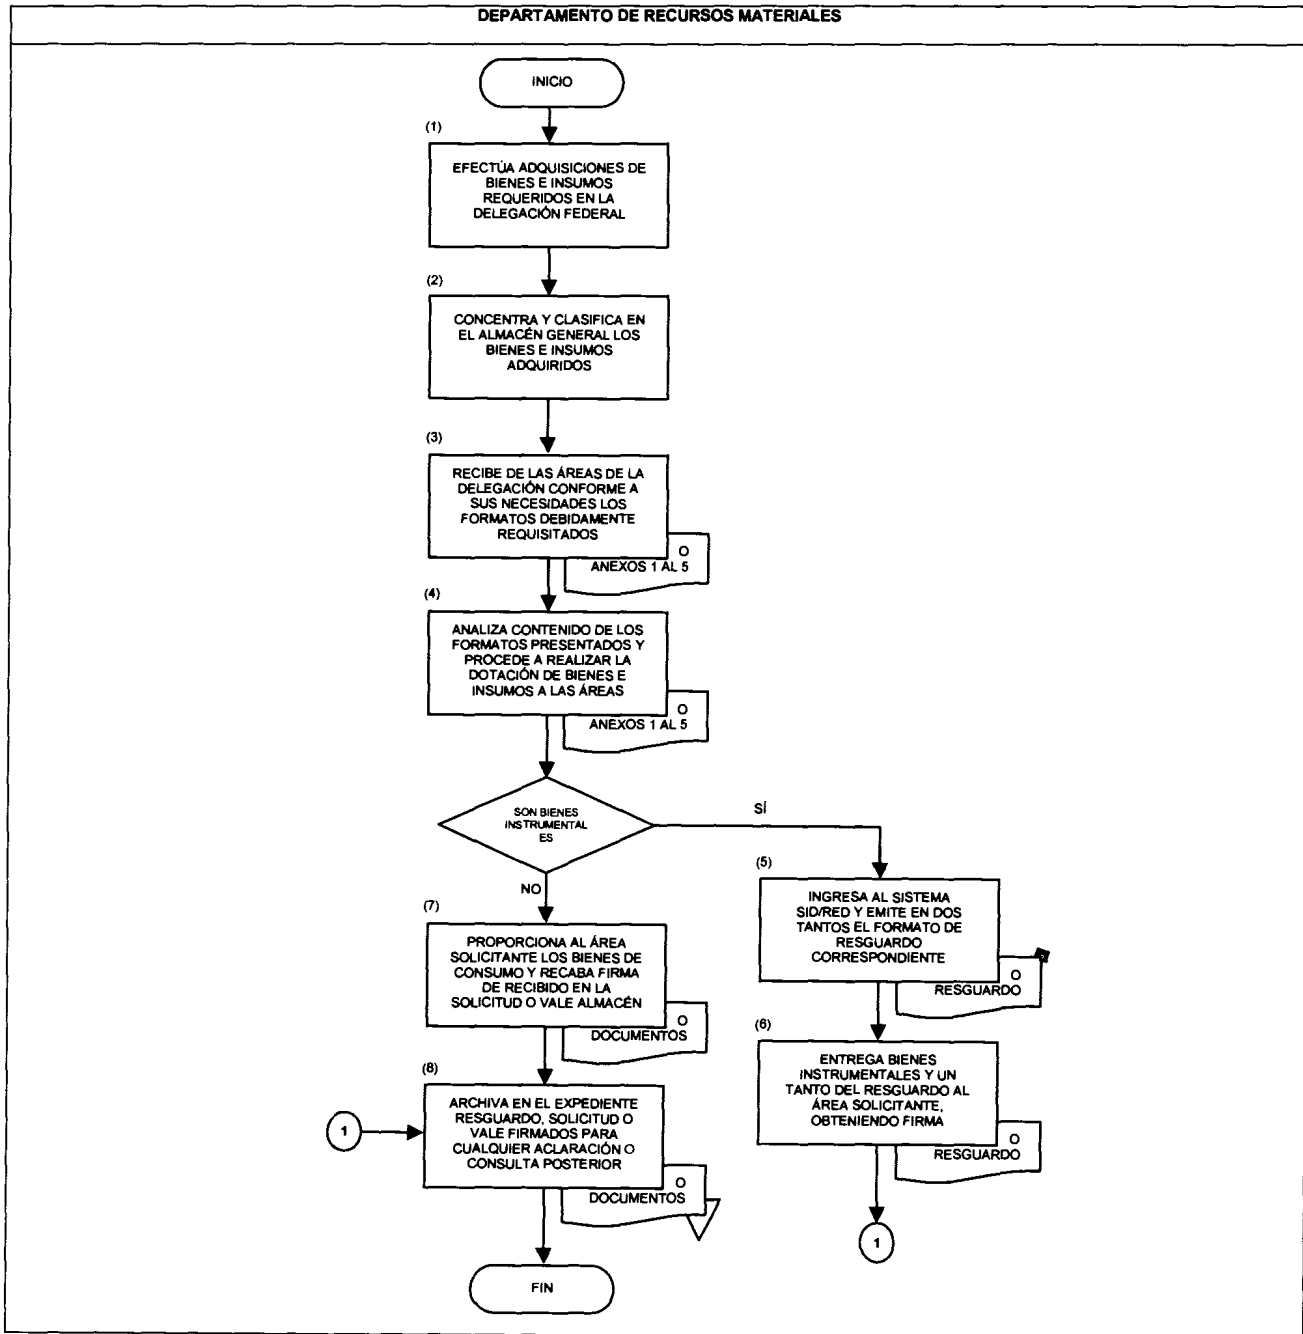 DEPARTAMENTO DE RECURSOS MATERIALES
INICIO
(1)
EFECTÚA ADQUISICIONES DE
BIENES E INSUMOS
REQUERIDOS EN LA
DELEGACIÓN FEDERAL
(2)
CONCENTRA Y CLASIFICA EN
EL ALMACÉN GENERAL LOS
BIENES E INSUMOS
ADQUIRIDOS
(3)
RECIBE DE LAS ÁREAS DE LA
DELEGACIÓN CONFORME A
SUS NECESIDADES LOS
FORMATOS DEBIDAMENTE
REQUISITADOS
O
ANEXOS 1 AL 5
(4)
ANALIZA CONTENIDO DE LOS
FORMATOS PRESENTADOS Y
PROCEDE A REALIZAR LA
DOTACIÓN DE BIENES E
INSUMOS A LAS ÁREAS
O
ANEXOS 1 AL 5
SON BIENES
INSTRUMENTAL
ES
SÍ
NO
(5)
INGRESA AL SISTEMA
SID/RED Y EMITE EN DOS
TANTOS EL FORMATO DE
RESGUARDO
CORRESPONDIENTE
O
RESGUARDO
(6)
ENTREGA BIENES
INSTRUMENTALES Y UN
TANTO DEL RESGUARDO AL
ÁREA SOLICITANTE,
OBTENIENDO FIRMA
O
RESGUARDO
1
(7)
PROPORCIONA AL ÁREA
SOLICITANTE LOS BIENES DE
CONSUMO Y RECABA FIRMA
DE RECIBIDO EN LA
SOLICITUD O VALE ALMACÉN
O
DOCUMENTOS
(8)
1
ARCHIVA EN EL EXPEDIENTE
RESGUARDO, SOLICITUD O
VALE FIRMADOS PARA
CUALQUIER ACLARACIÓN O
CONSULTA POSTERIOR
O
DOCUMENTOS
FIN